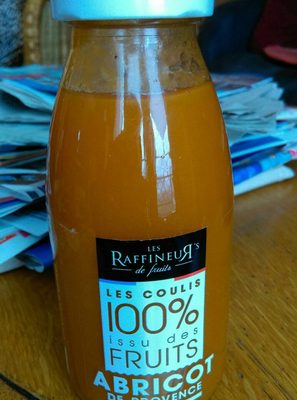 LES
RAFFINEUR'S
de fruits
LES COULIS
100%
issu des
FRUITS
ABRICOT
DE PROVENCE